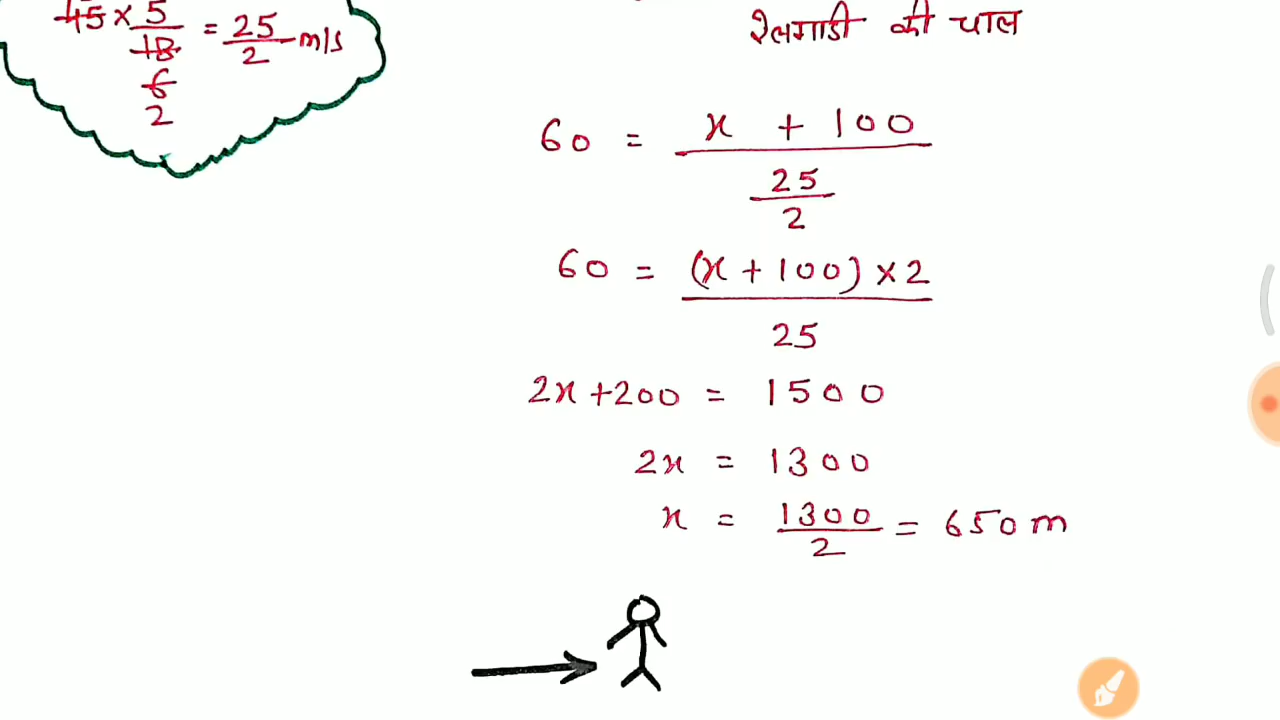 45 × 5/18 = 25/2 m/s
6
2
रेलगाडी की चाल
60 = x + 100 / 25/2
60 = (x + 100) × 2 / 25
2x + 200 = 1500
2x = 1300
x = 1300/2 = 650 m